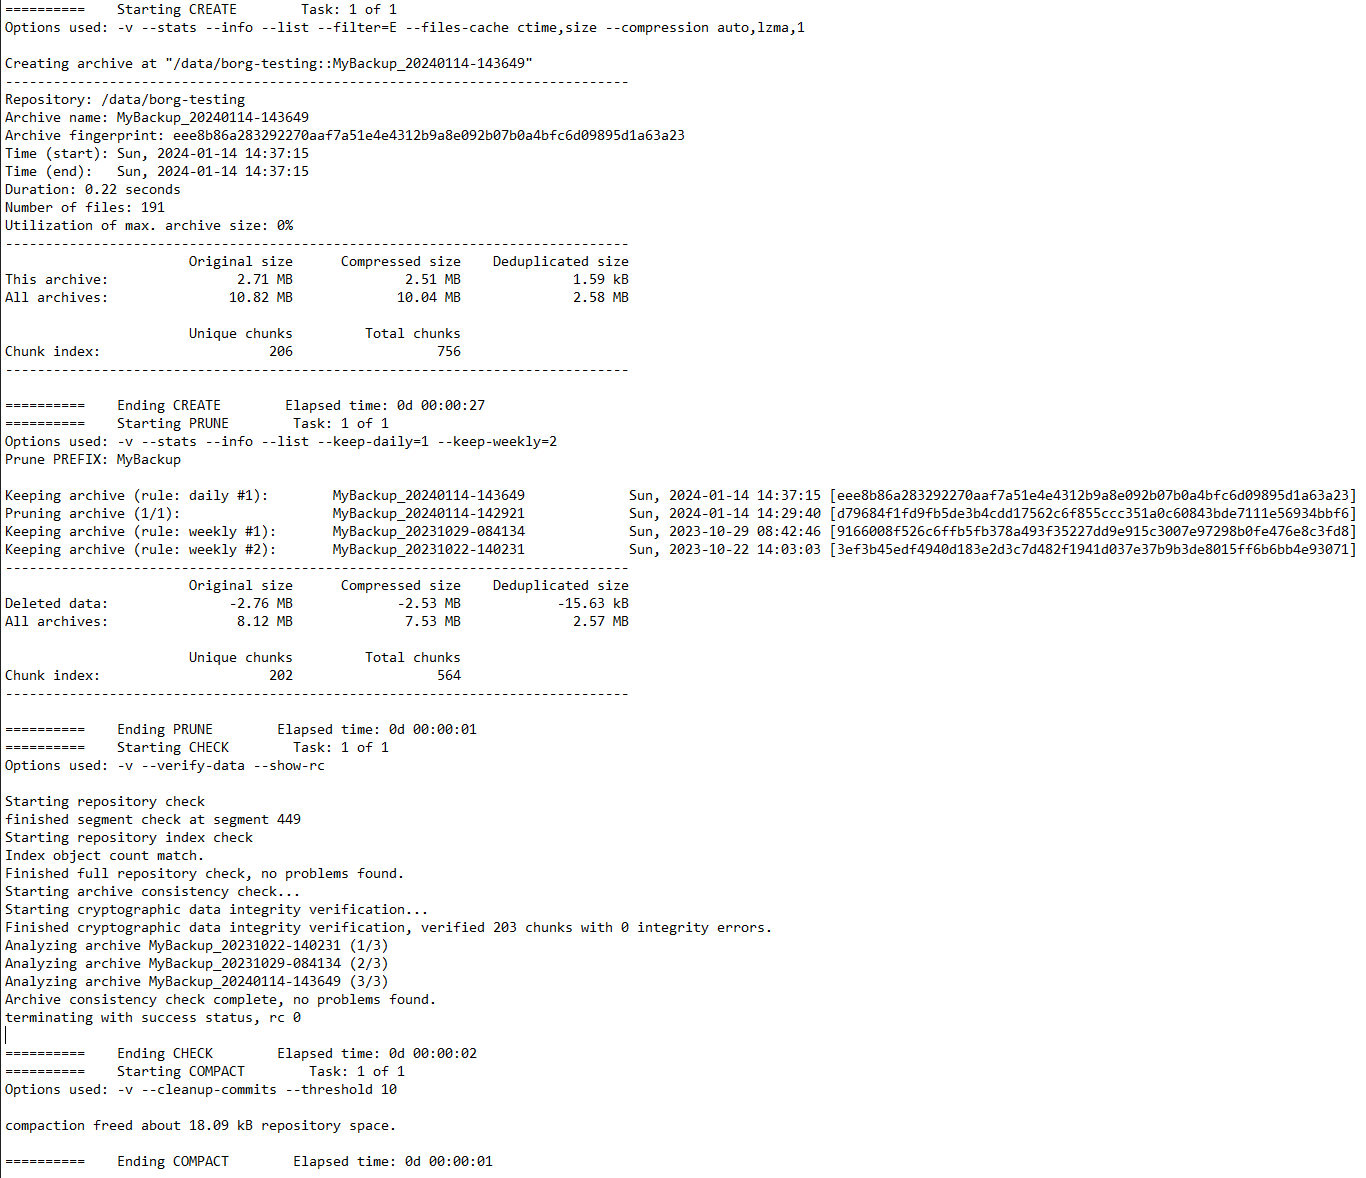 ==========    Starting CREATE        Task: 1 of 1
Options used: -v --stats --info --list --filter=E --files-cache ctime,size --compression auto,lzma,1
Creating archive at "/data/borg-testing::MyBackup_20240114-143649"
------------------------------------------------------------------------------
Repository: /data/borg-testing
Archive name: MyBackup_20240114-143649
Archive fingerprint: eee8b86a283292270aaf7a51e4e4312b9a8e092b07b0a4bfc6d09895d1a63a23
Time (start): Sun, 2024-01-14 14:37:15
Time (end):   Sun, 2024-01-14 14:37:15
Duration: 0.22 seconds
Number of files: 191
Utilization of max. archive size: 0%
------------------------------------------------------------------------------
                       Original size      Compressed size    Deduplicated size
This archive:                2.71 MB              2.51 MB              1.59 kB
All archives:               10.82 MB             10.04 MB              2.58 MB
                       Unique chunks         Total chunks
Chunk index:                     206                  756
------------------------------------------------------------------------------
==========    Ending CREATE        Elapsed time: 0d 00:00:27
==========    Starting PRUNE        Task: 1 of 1
Options used: -v --stats --info --list --keep-daily=1 --keep-weekly=2
Prune PREFIX: MyBackup
Keeping archive (rule: daily #1):        MyBackup_20240114-143649             Sun, 2024-01-14 14:37:15 [eee8b86a283292270aaf7a51e4e4312b9a8e092b07b0a4bfc6d09895d1a63a23]
Pruning archive (1/1):                   MyBackup_20240114-142921             Sun, 2024-01-14 14:29:40 [d79684f1fd9fb5de3b4cdd17562c6f855ccc351a0c60843bde7111e56934bbf6]
Keeping archive (rule: weekly #1):       MyBackup_20231029-084134             Sun, 2023-10-29 08:42:46 [9166008f526c6ffb5fb378a493f35227dd9e915c3007e97298b0fe476e8c3fd8]
Keeping archive (rule: weekly #2):       MyBackup_20231022-140231             Sun, 2023-10-22 14:03:03 [3ef3b45edf4940d183e2d3c7d482f1941d037e37b9b3de8015ff6b6bb4e93071]
------------------------------------------------------------------------------
                       Original size      Compressed size    Deduplicated size
Deleted data:               -2.76 MB             -2.53 MB            -15.63 kB
All archives:                8.12 MB              7.53 MB              2.57 MB
                       Unique chunks         Total chunks
Chunk index:                     202                  564
------------------------------------------------------------------------------
==========    Ending PRUNE        Elapsed time: 0d 00:00:01
==========    Starting CHECK        Task: 1 of 1
Options used: -v --verify-data --show-rc
Starting repository check
finished segment check at segment 449
Starting repository index check
Index object count match.
Finished full repository check, no problems found.
Starting archive consistency check...
Starting cryptographic data integrity verification...
Finished cryptographic data integrity verification, verified 203 chunks with 0 integrity errors.
Analyzing archive MyBackup_20231022-140231 (1/3)
Analyzing archive MyBackup_20231029-084134 (2/3)
Analyzing archive MyBackup_20240114-143649 (3/3)
Archive consistency check complete, no problems found.
terminating with success status, rc 0
==========    Ending CHECK        Elapsed time: 0d 00:00:02
==========    Starting COMPACT        Task: 1 of 1
Options used: -v --cleanup-commits --threshold 10
compaction freed about 18.09 kB repository space.
==========    Ending COMPACT        Elapsed time: 0d 00:00:01